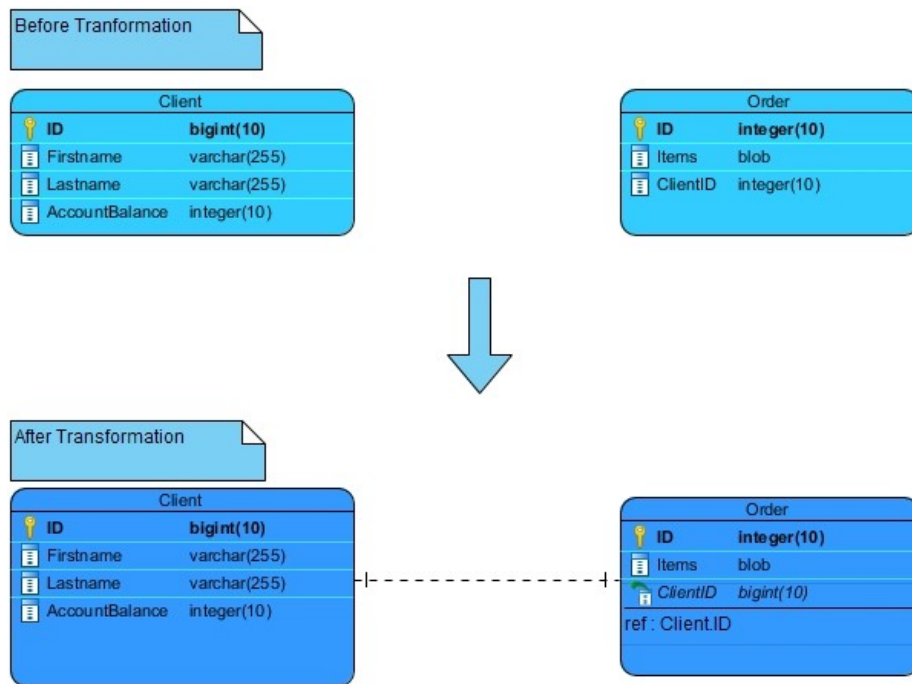 Before Tranformation
Client
ID bigint(10)
Firstname varchar(255)
Lastname varchar(255)
AccountBalance integer(10)
Order
ID integer(10)
Items blob
ClientID integer(10)
After Transformation
Client
ID bigint(10)
Firstname varchar(255)
Lastname varchar(255)
AccountBalance integer(10)
Order
ID integer(10)
Items blob
ClientID bigint(10)
ref : Client.ID